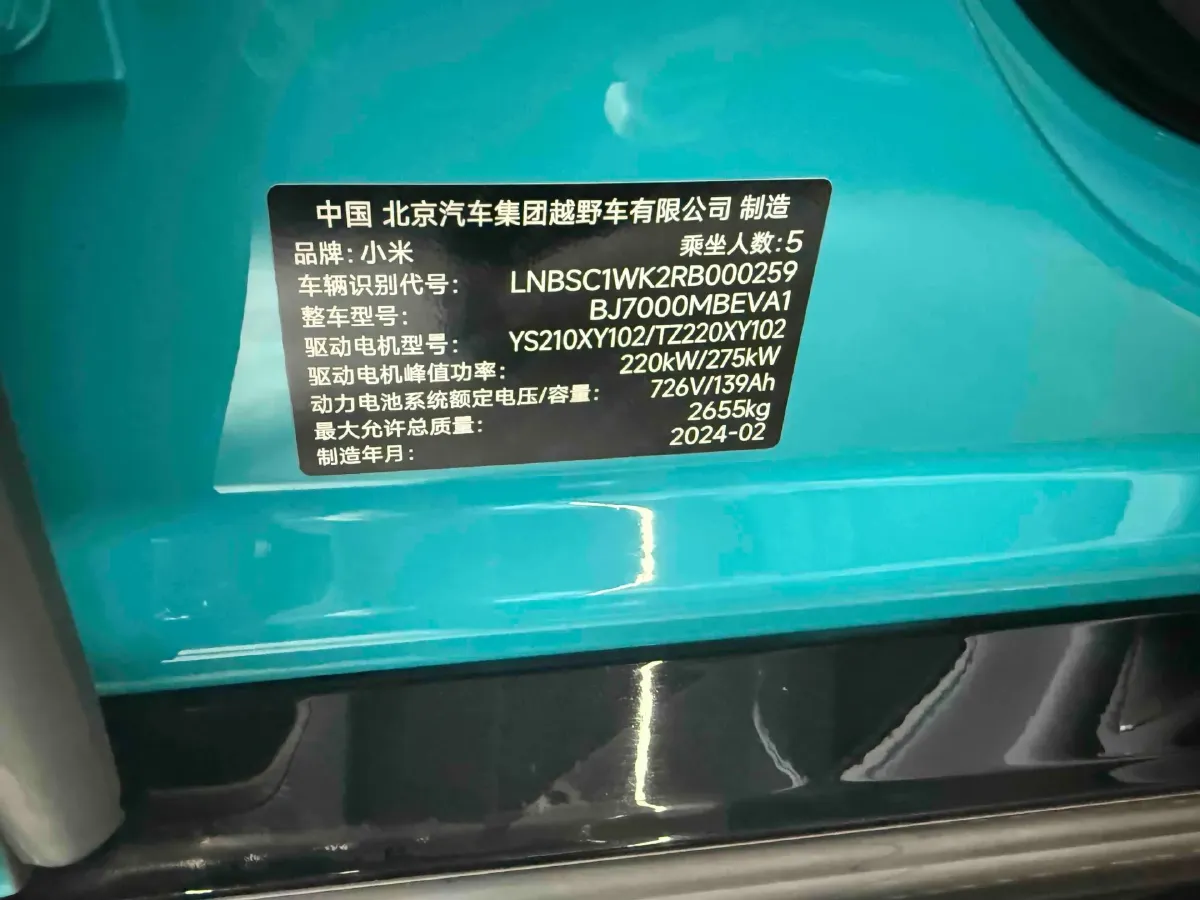 中国 北京汽车集团越野车有限公司 制造
品牌：小米 乘坐人数：5
车辆识别代号： LNBSC1WK2RB000259
整车型号： BJ7000MBEVA1
驱动电机型号： YS210XY102/TZ220XY102
驱动电机峰值功率： 220kW/275kW
动力电池系统额定电压/容量： 726V/139Ah
最大允许总质量： 2655kg
制造年月： 2024-02